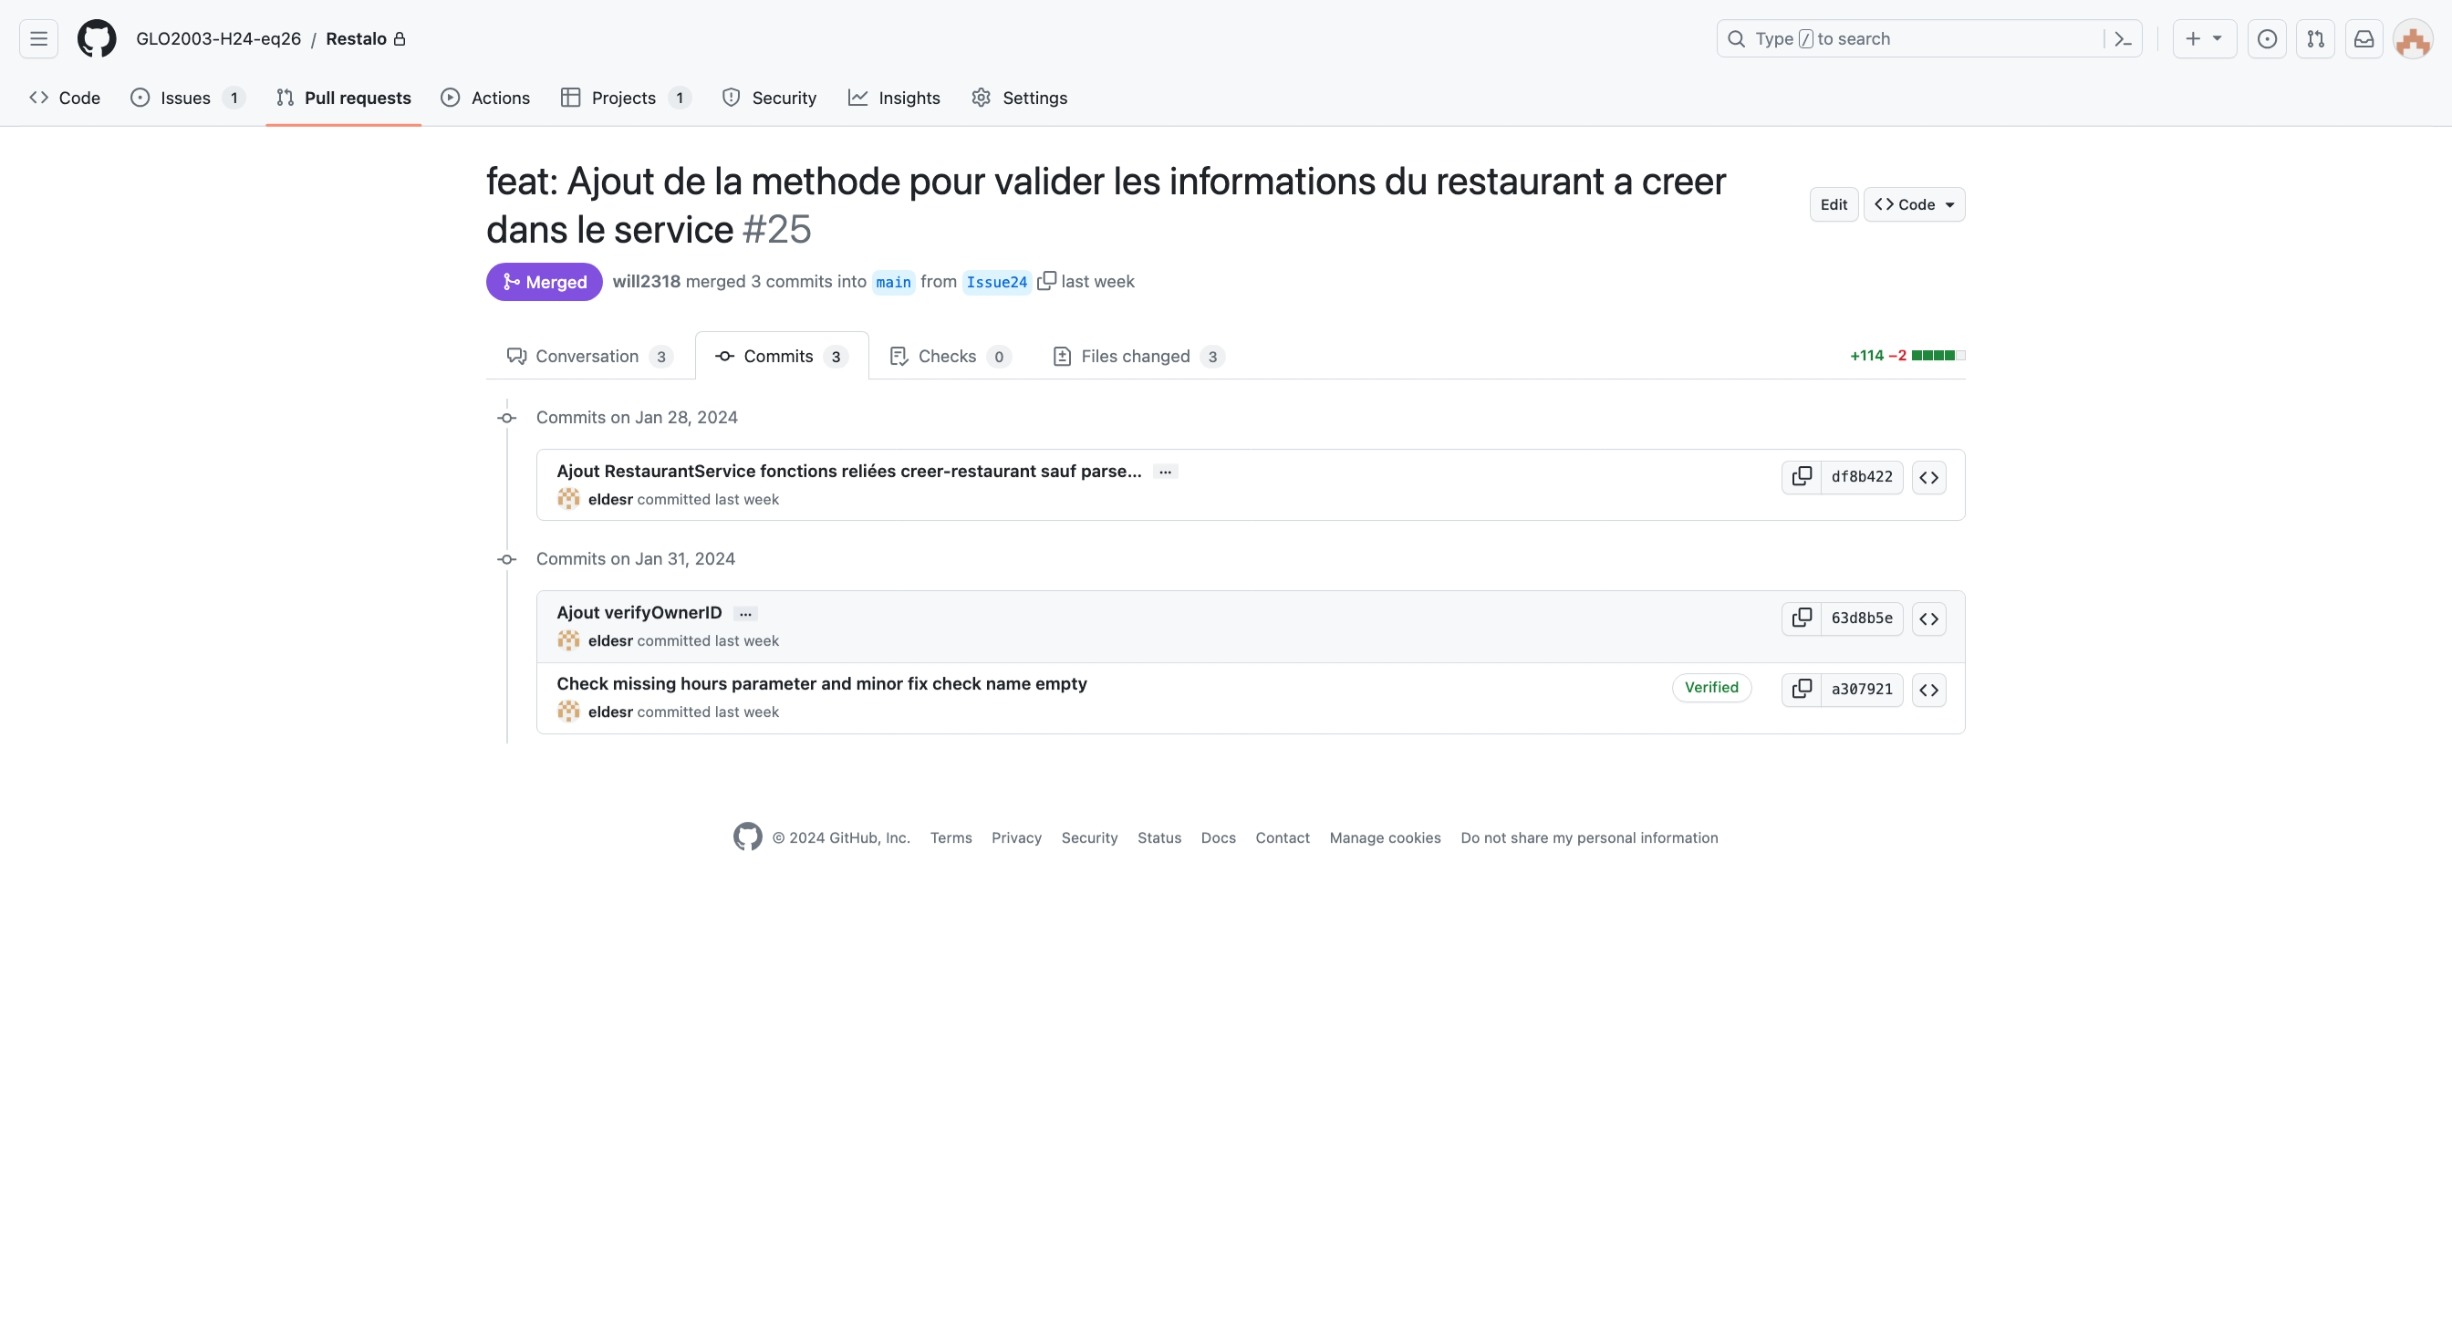 GLO2003-H24-eq26 / Restalo
Type / to search
Code Issues 1 Pull requests Actions Projects 1 Security Insights Settings
feat: Ajout de la methode pour valider les informations du restaurant a creer
dans le service #25
Edit Code
Merged will2318 merged 3 commits into main from Issue24 last week
Conversation 3 Commits 3 Checks 0 Files changed 3 +114 −2
Commits on Jan 28, 2024
Ajout RestaurantService fonctions reliées creer-restaurant sauf parse... ...
df8b422
eldesr committed last week
Commits on Jan 31, 2024
Ajout verifyOwnerID ...
63d8b5e
eldesr committed last week
Check missing hours parameter and minor fix check name empty
Verified a307921
eldesr committed last week
© 2024 GitHub, Inc. Terms Privacy Security Status Docs Contact Manage cookies Do not share my personal information